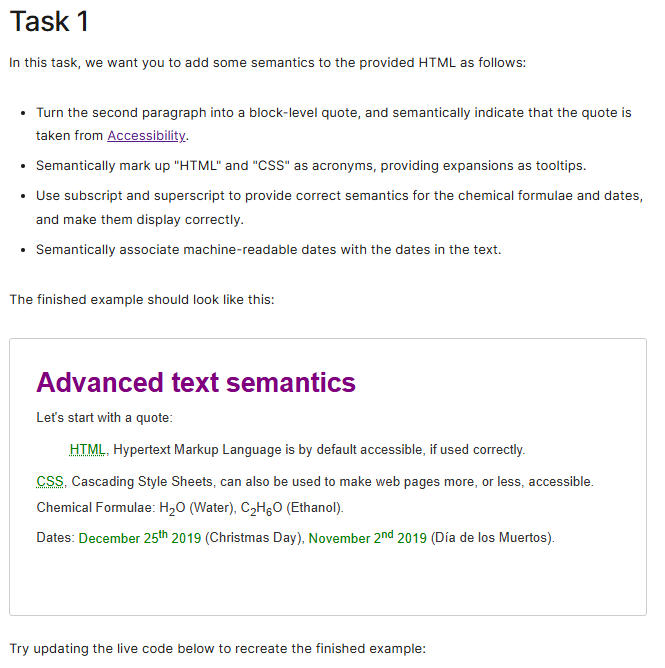 Task 1
In this task, we want you to add some semantics to the provided HTML as follows:
• Turn the second paragraph into a block-level quote, and semantically indicate that the quote is
taken from Accessibility.
• Semantically mark up "HTML" and "CSS" as acronyms, providing expansions as tooltips.
• Use subscript and superscript to provide correct semantics for the chemical formulae and dates,
and make them display correctly.
• Semantically associate machine-readable dates with the dates in the text.
The finished example should look like this:
Advanced text semantics
Let's start with a quote:
HTML, Hypertext Markup Language is by default accessible, if used correctly.
CSS, Cascading Style Sheets, can also be used to make web pages more, or less, accessible.
Chemical Formulae: H₂O (Water), C₂H₆O (Ethanol).
Dates: December 25th 2019 (Christmas Day), November 2nd 2019 (Día de los Muertos).
Try updating the live code below to recreate the finished example: